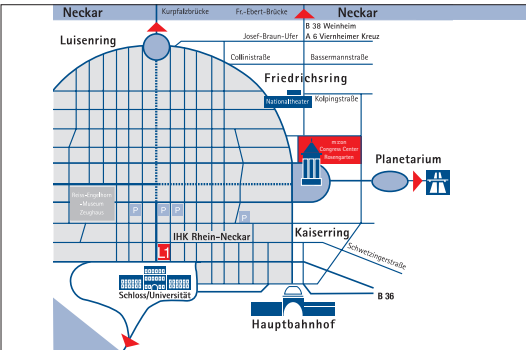 Neckar
Kurpfalzbrücke
Fr.-Ebert-Brücke
Neckar
B 38 Weinheim
Luisenring
Josef-Braun-Ufer
A 6 Viernheimer Kreuz
Collinistraße
Bassermannstraße
Friedrichsring
Nationaltheater
Kolpingstraße
m:con
Congress Center
Rosengarten
Planetarium
Reiss-Engelhorn
-Museum
Zeughaus
P
P
P
P
IHK Rhein-Neckar
Kaiserring
L1
Schwetzingerstraße
Schloss/Universität
B 36
Hauptbahnhof